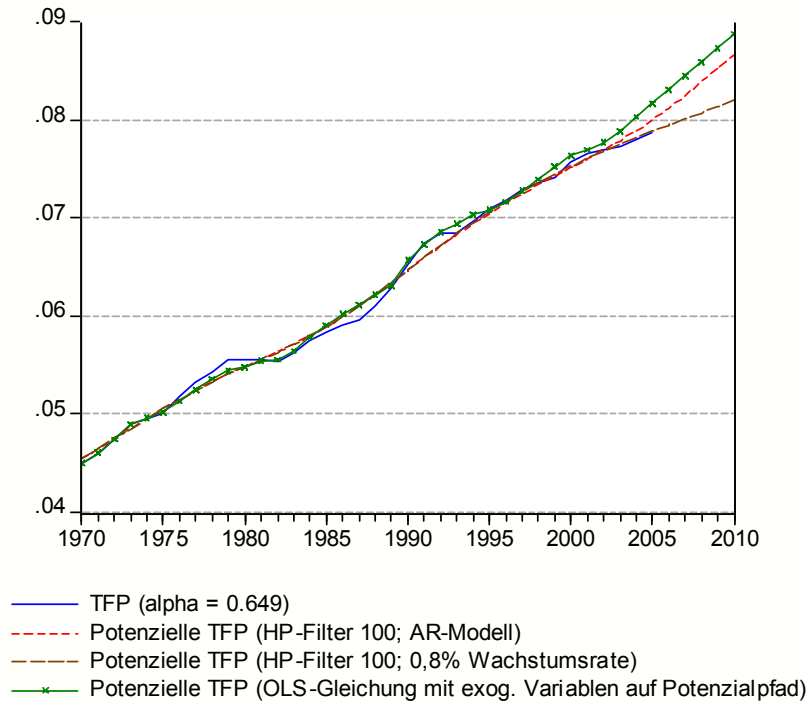 .09
.08
.07
.06
.05
.04
1970 1975 1980 1985 1990 1995 2000 2005 2010
TFP (alpha = 0.649)
Potenzielle TFP (HP-Filter 100; AR-Modell)
Potenzielle TFP (HP-Filter 100; 0,8% Wachstumsrate)
Potenzielle TFP (OLS-Gleichung mit exog. Variablen auf Potenzialpfad)